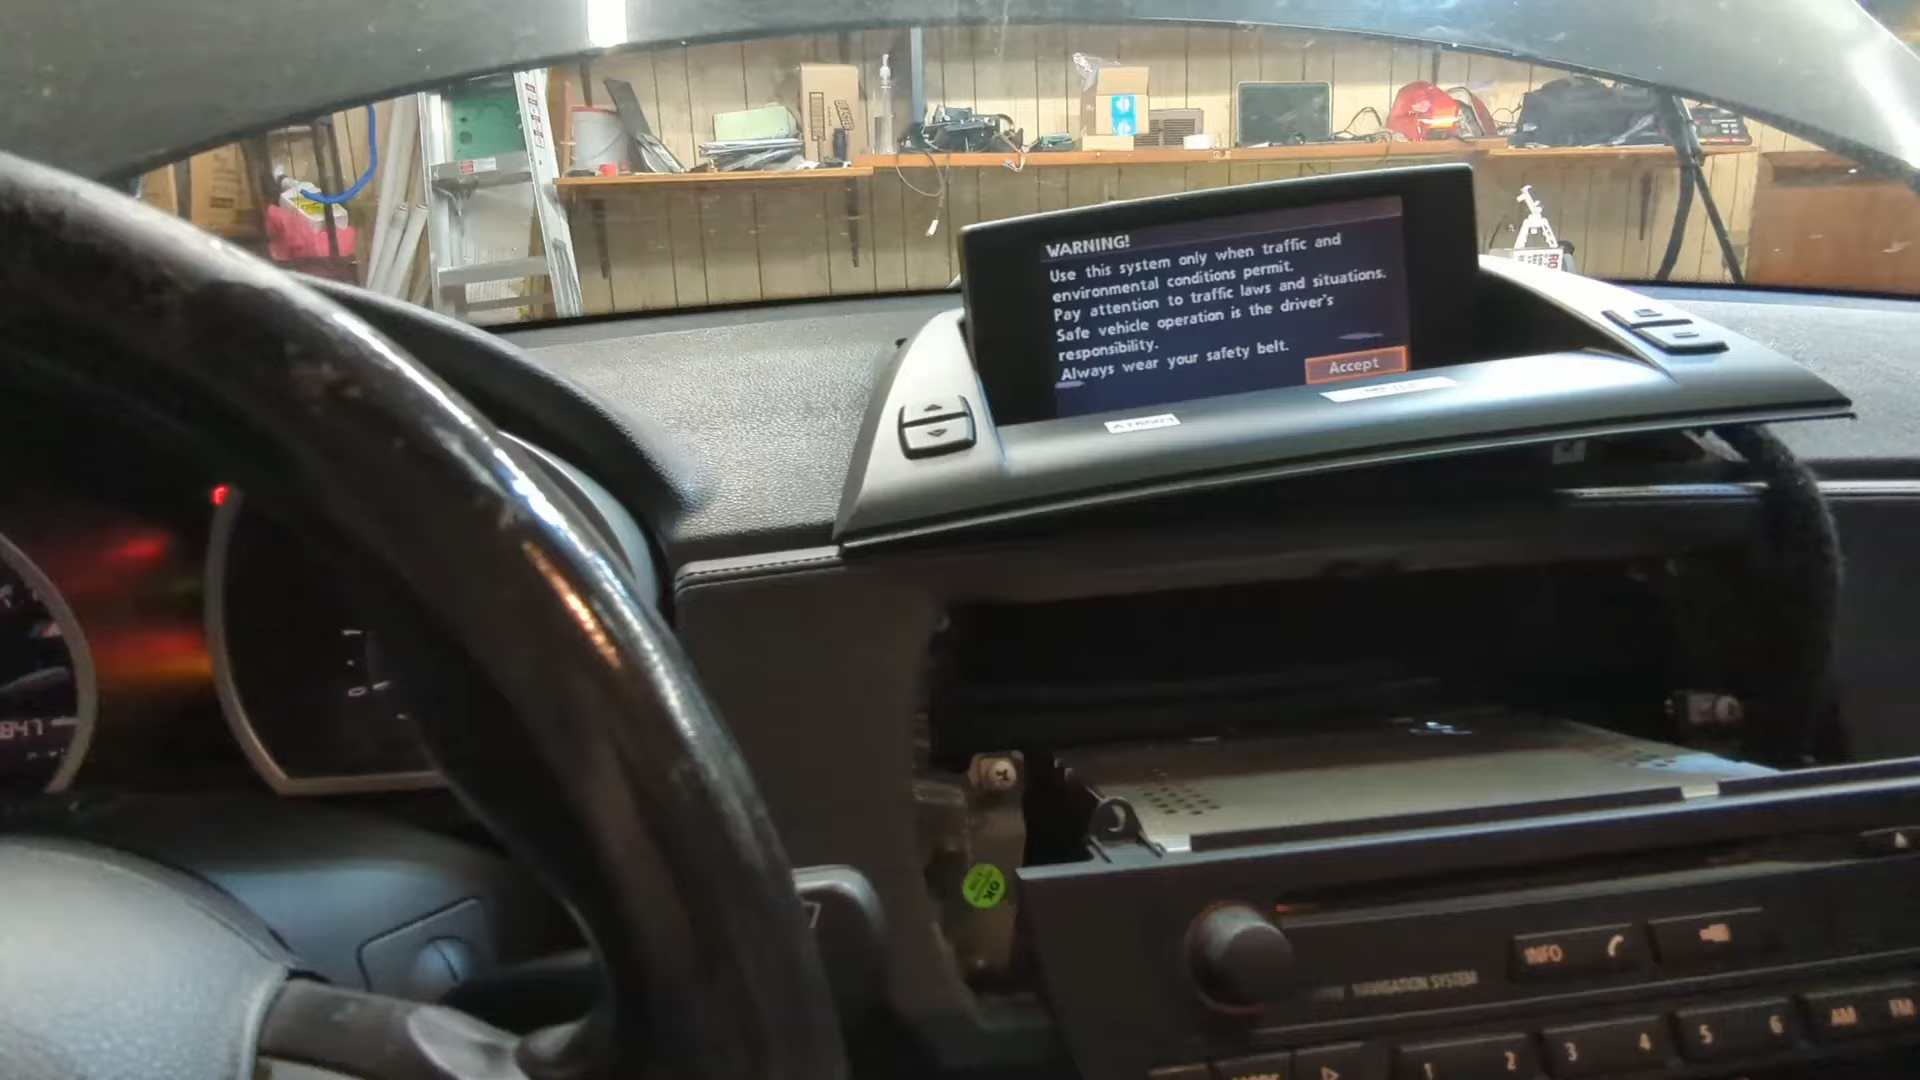 WARNING!
Use this system only when traffic and
environmental conditions permit.
Pay attention to traffic laws and situations.
Safe vehicle operation is the driver's
responsibility.
Always wear your safety belt.
Accept
847
OK
INFO
NAVIGATION SYSTEM
1 2 3 4 5 6 AM FM